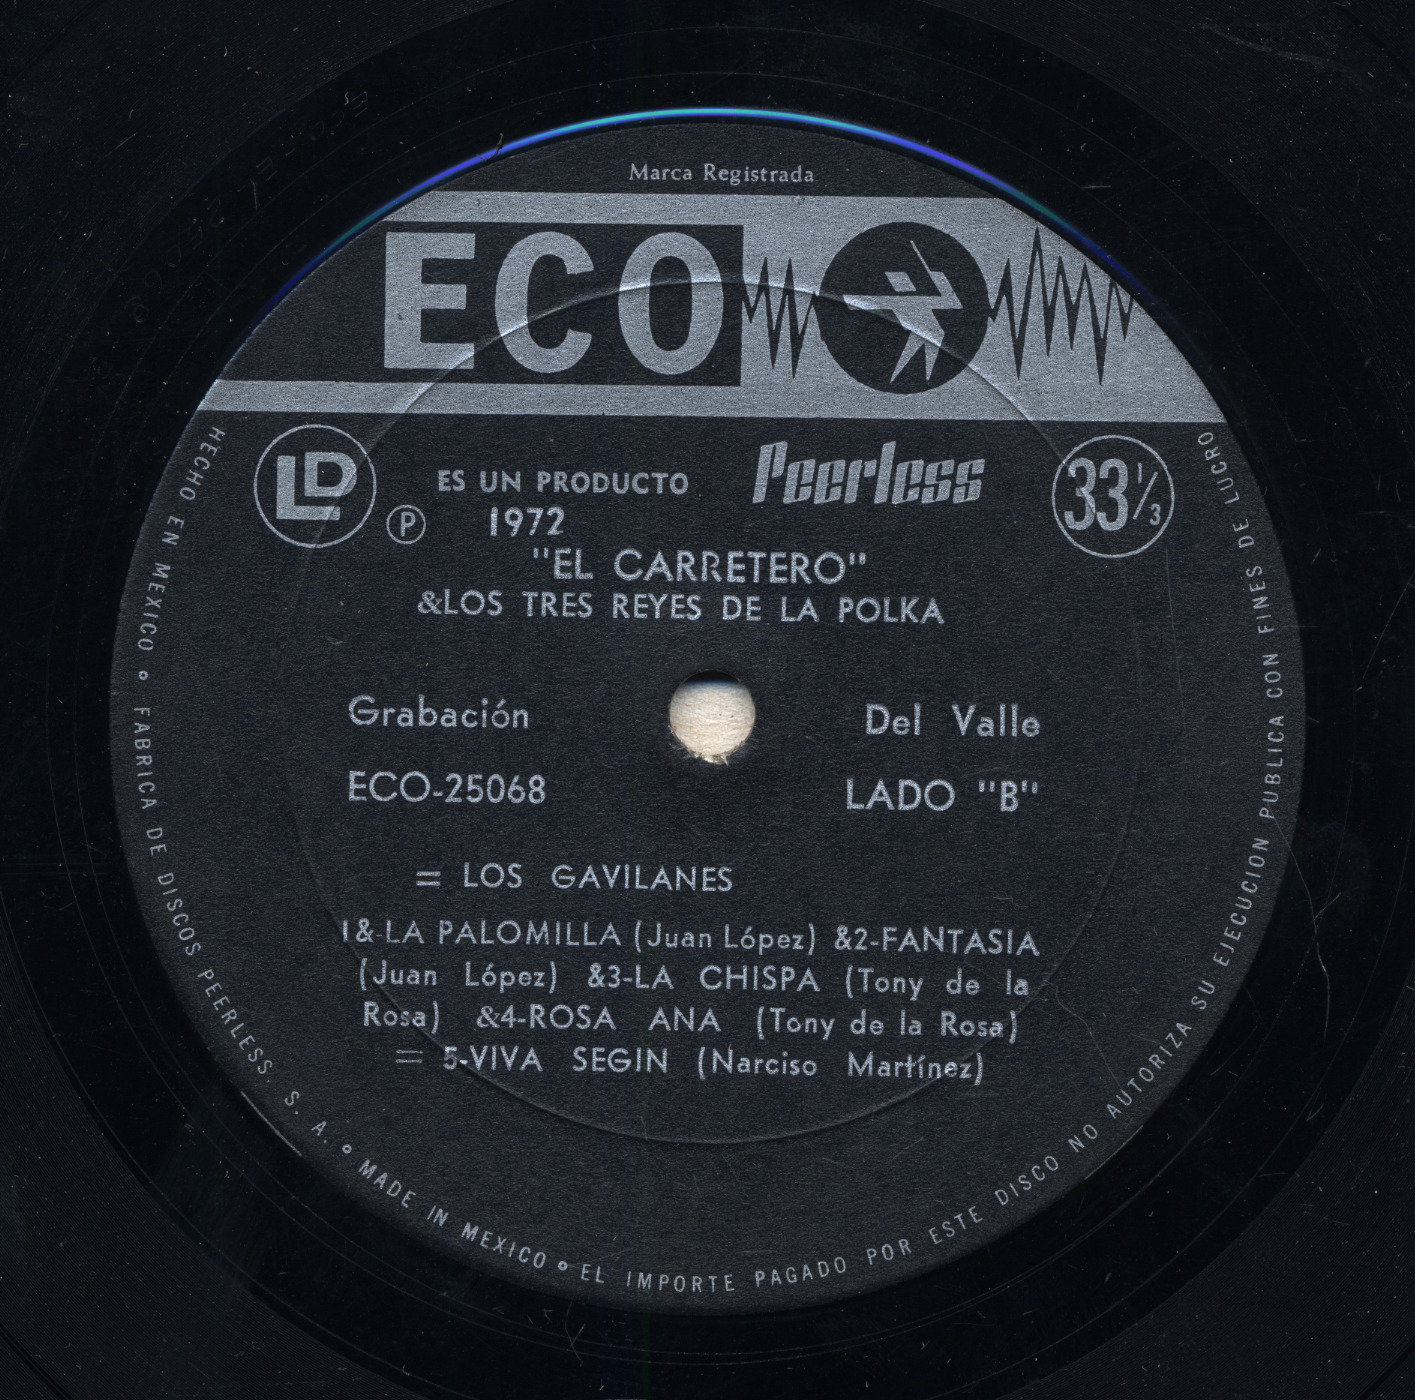 Marca Registrada
ECO
LD
ES UN PRODUCTO Peerless
33 1/3
Ⓟ 1972
"EL CARRETERO"
&LOS TRES REYES DE LA POLKA
Grabación Del Valle
ECO-25068 LADO "B"
= LOS GAVILANES
1&-LA PALOMILLA (Juan López) &2-FANTASIA
(Juan López) &3-LA CHISPA (Tony de la
Rosa) &4-ROSA ANA (Tony de la Rosa)
= 5-VIVA SEGIN (Narciso Martínez)
HECHO EN MEXICO • FABRICA DE DISCOS PEERLESS. S. A. • MADE IN MEXICO • EL IMPORTE PAGADO POR ESTE DISCO NO AUTORIZA SU EJECUCION PUBLICA CON FINES DE LUCRO